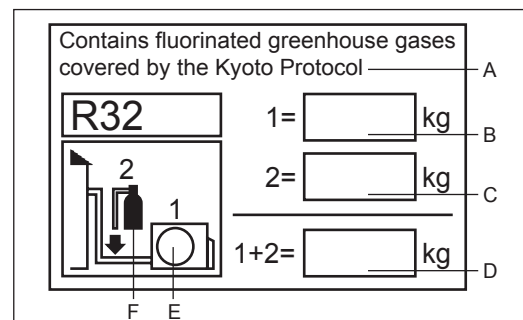 Contains fluorinated greenhouse gases
covered by the Kyoto Protocol
A
R32
1= kg
B
2
1
2= kg
C
1+2= kg
D
F
E